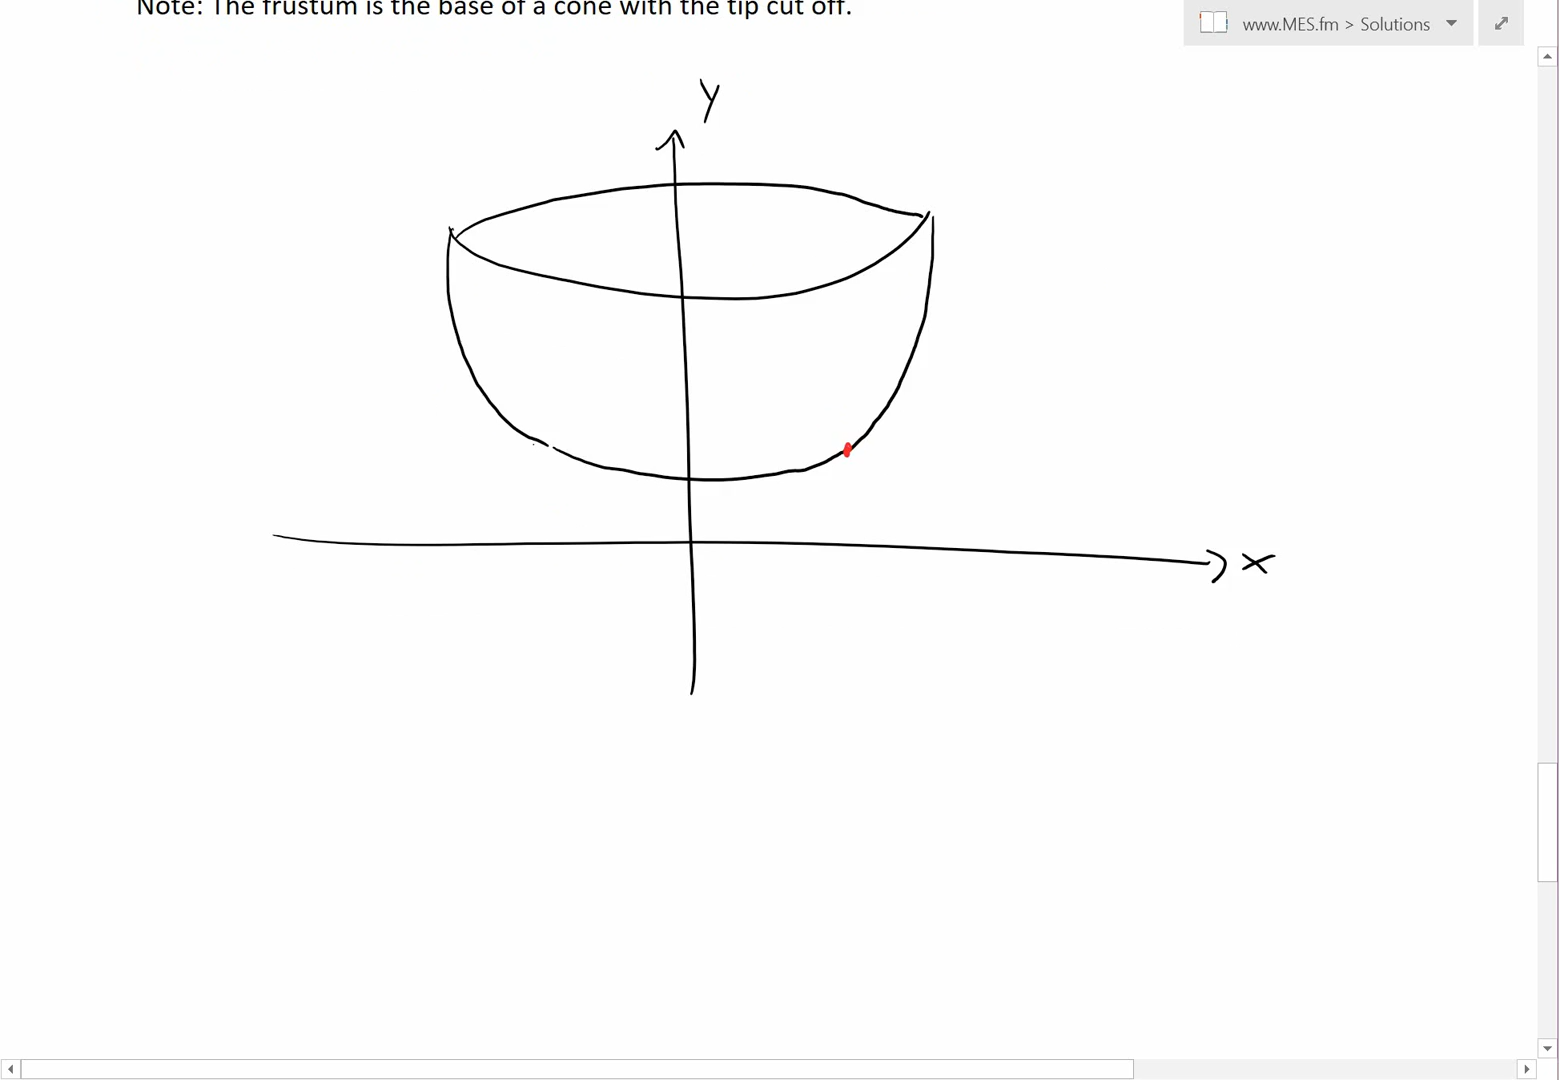 Note: The frustum is the base of a cone with the tip cut off.
www.MES.fm > Solutions
y
x